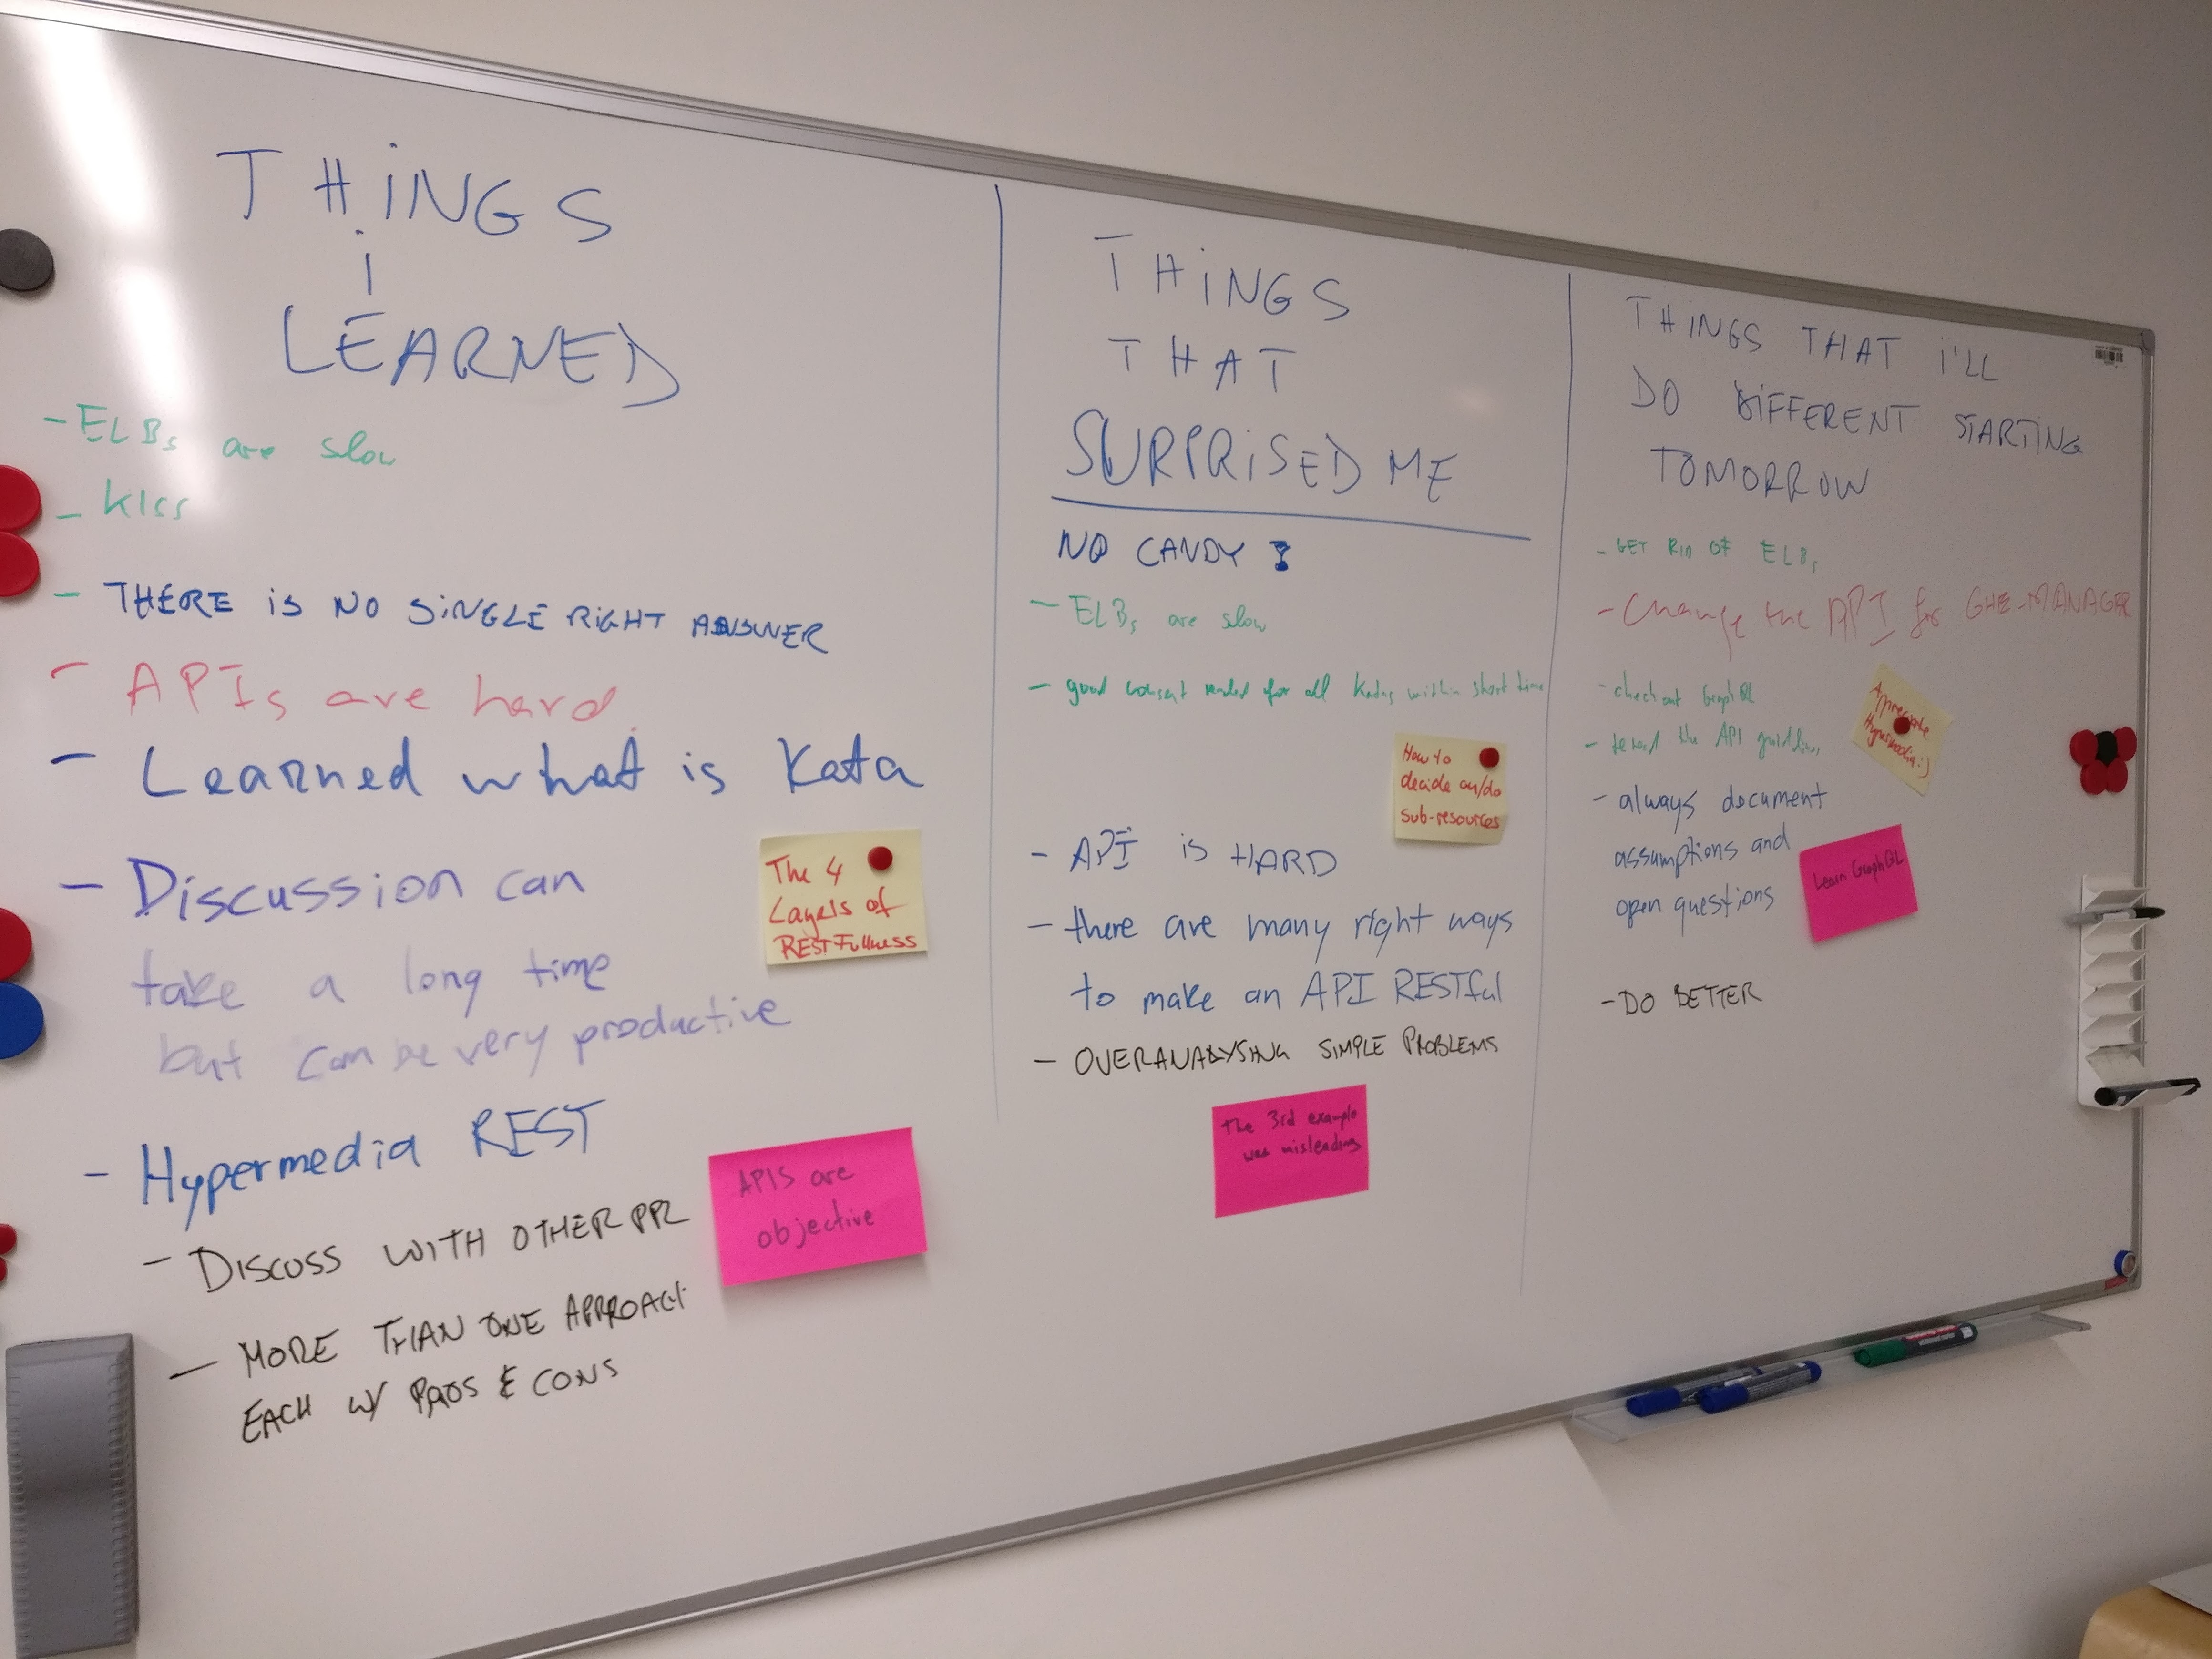 THiNGS
i
LEARNED
- ELBs are slow
- KISS
- THERE iS NO SiNGLE RiGHT ANSWER
- APIs are hard
- Learned what is Kata
- Discussion can
take a long time
but can be very productive
The 4
Layers of
RESTFullness
- Hypermedia REST
- DISCUSS WITH OTHER PPL
- MORE THAN ONE APPROACH
EACH W/ PROS & CONS
APIS are
objective
THiNGS
THAT
SURPRiSED ME
NO CANDY !
- ELBs are slow
- good for all Katas within short time
How to
decide on/do
sub-resources
- API is HARD
- there are many right ways
to make an API RESTful
- OVERANALYSING SIMPLE PROBLEMS
The 3rd example
was misleading
THiNGS THAT i'LL
DO DiFFERENT STARTiNG
TOMORROW
- GET RID OF ELBs
- Change the API for GHE-MANAGER
- check out GraphQL
- the API guidelines
Appreciate
Hypermedia :)
- always document
assumptions and
open questions
Learn GraphQL
- DO BETTER